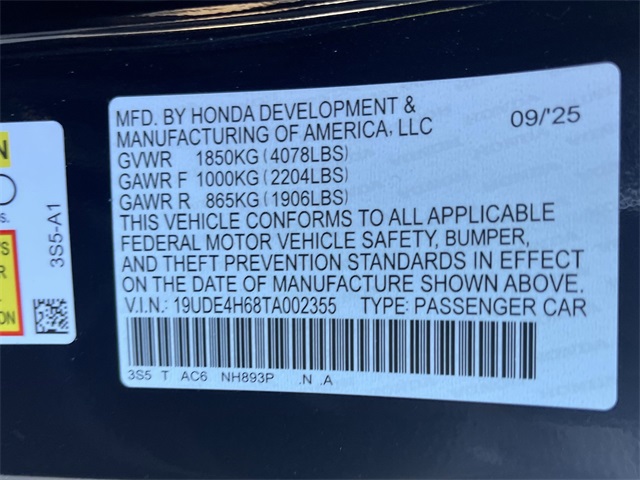 MFD. BY HONDA DEVELOPMENT &
MANUFACTURING OF AMERICA, LLC 09/'25
GVWR 1850KG (4078LBS)
GAWR F 1000KG (2204LBS)
GAWR R 865KG (1906LBS)
THIS VEHICLE CONFORMS TO ALL APPLICABLE
FEDERAL MOTOR VEHICLE SAFETY, BUMPER,
AND THEFT PREVENTION STANDARDS IN EFFECT
ON THE DATE OF MANUFACTURE SHOWN ABOVE.
V.I.N.: 19UDE4H68TA002355 TYPE: PASSENGER CAR
3S5 T AC6 NH893P .N .A
3S5-A1